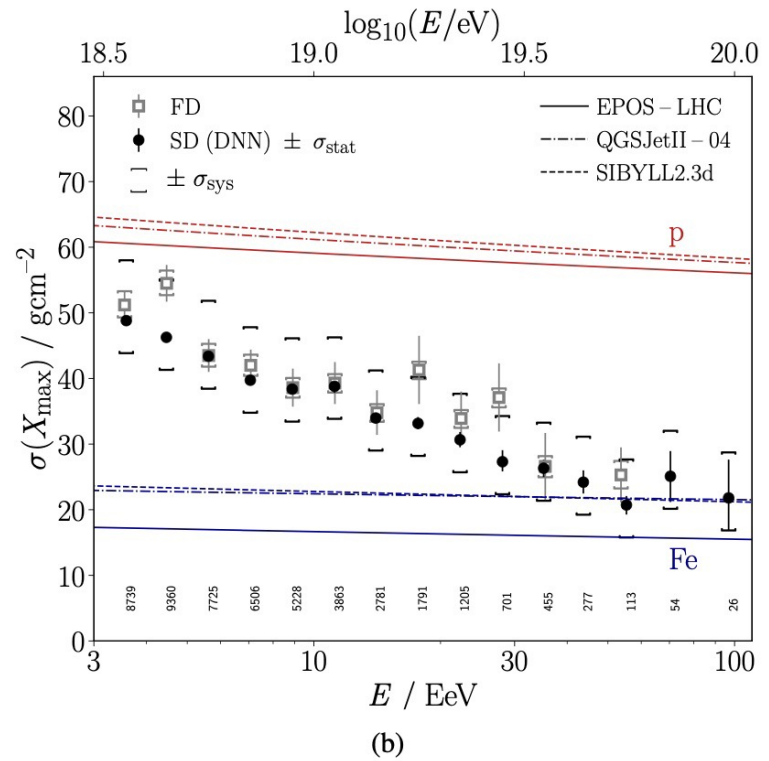 log₁₀(E/eV)
18.5 19.0 19.5 20.0
FD
SD (DNN) ± σstat
± σsys
EPOS – LHC
QGSJetII – 04
SIBYLL2.3d
p
Fe
σ(Xmax) / gcm⁻²
80
70
60
50
40
30
20
10
0
8739 9360 7725 6506 5228 3863 2781 1791 1205 701 455 277 113 54 26
3 10 30 100
E / EeV
(b)